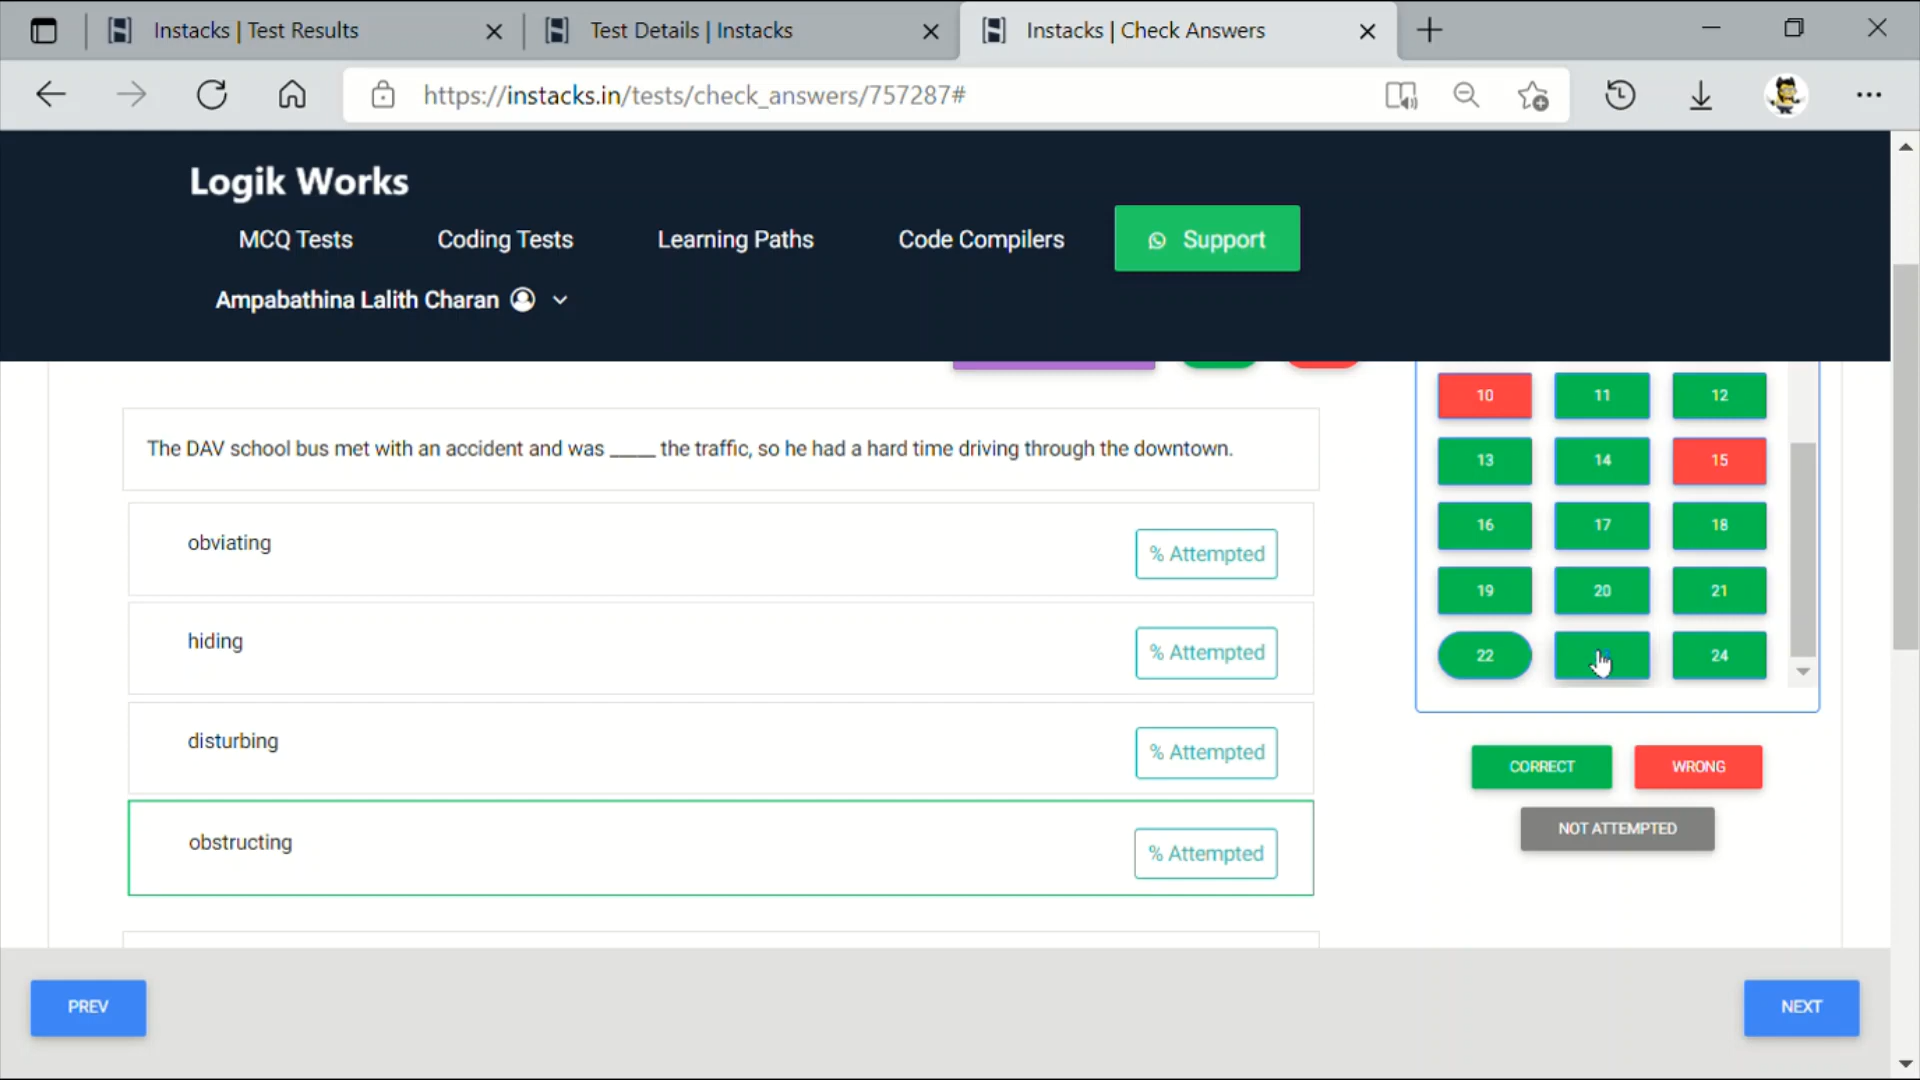 Instacks | Test Results
Test Details | Instacks
Instacks | Check Answers
https://instacks.in/tests/check_answers/757287#
Logik Works
MCQ Tests
Coding Tests
Learning Paths
Code Compilers
Support
Ampabathina Lalith Charan
The DAV school bus met with an accident and was _____ the traffic, so he had a hard time driving through the downtown.
obviating
% Attempted
hiding
% Attempted
disturbing
% Attempted
obstructing
% Attempted
10 11 12
13 14 15
16 17 18
19 20 21
22 24
CORRECT
WRONG
NOT ATTEMPTED
PREV
NEXT